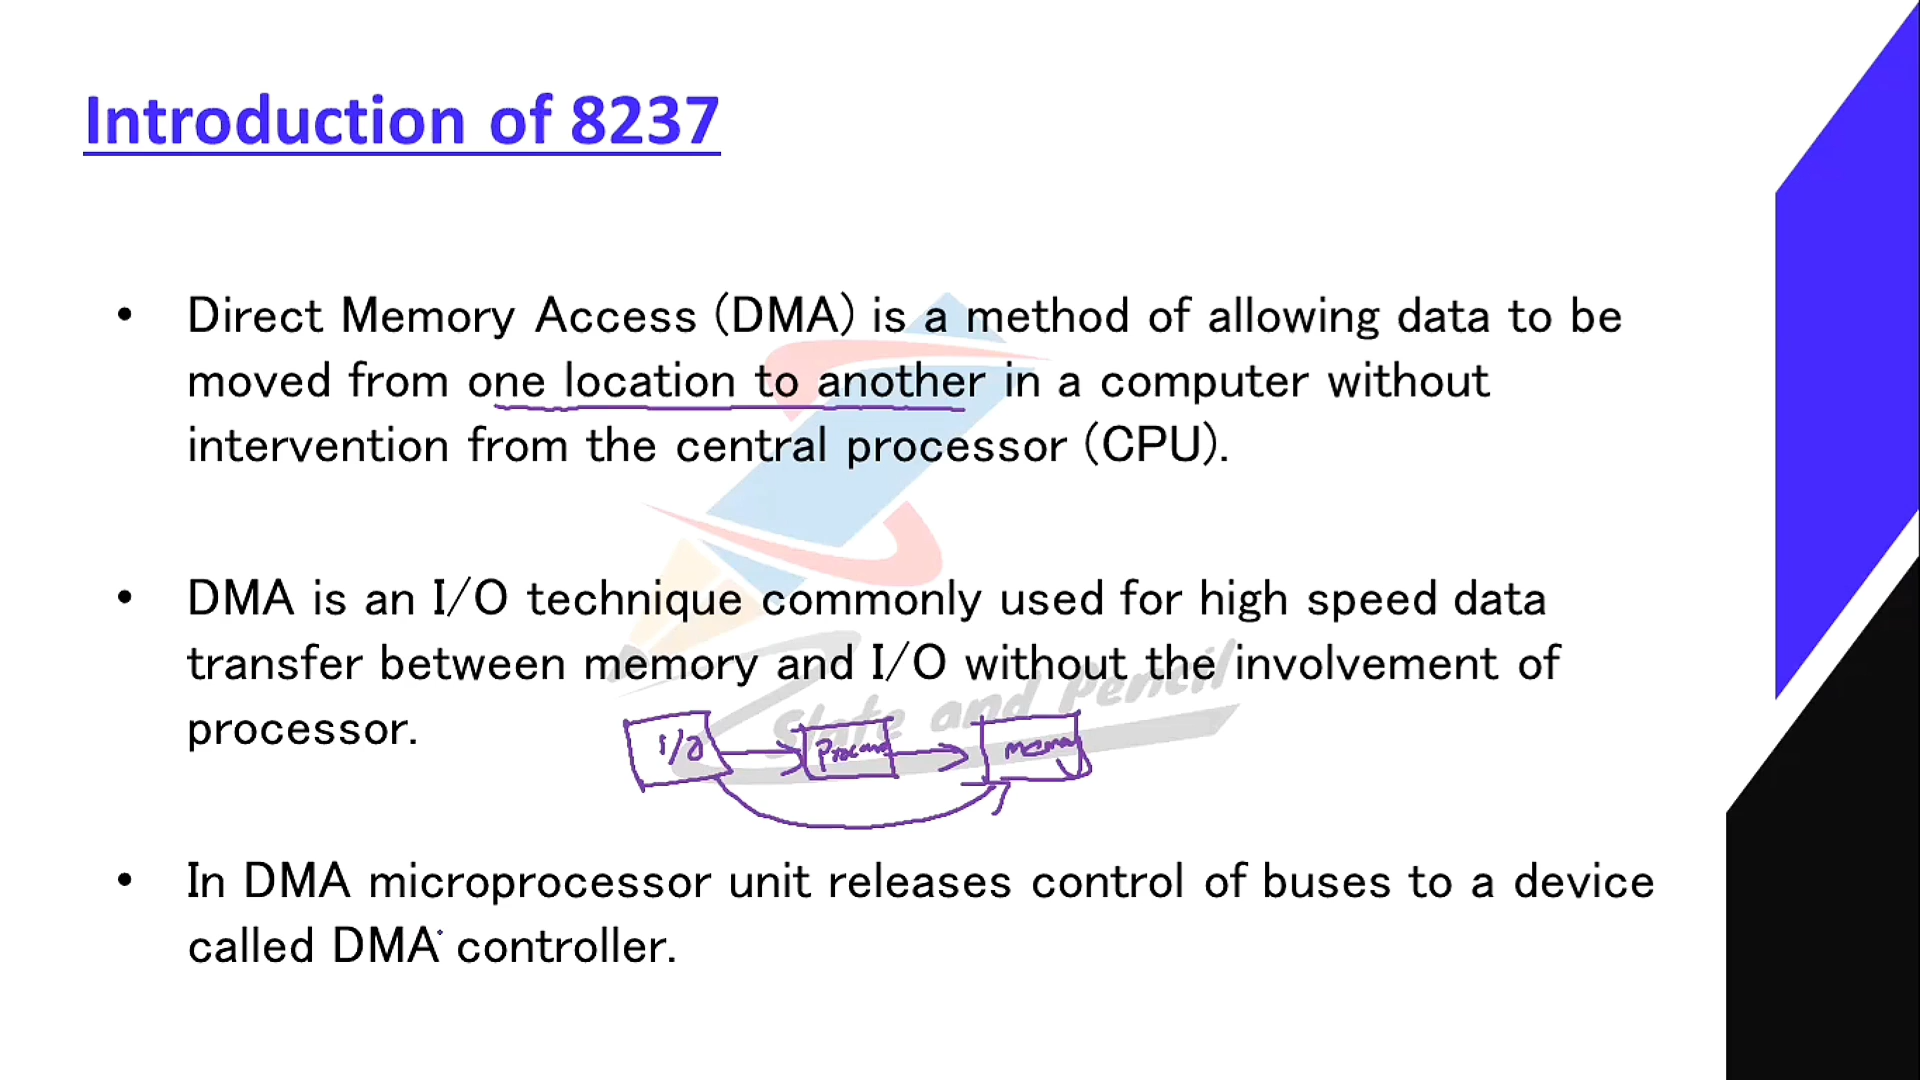 Introduction of 8237
• Direct Memory Access (DMA) is a method of allowing data to be
moved from one location to another in a computer without
intervention from the central processor (CPU).
• DMA is an I/O technique commonly used for high speed data
transfer between memory and I/O without the involvement of
processor.
Slate and Pencil
I/O
• In DMA microprocessor unit releases control of buses to a device
called DMA controller.